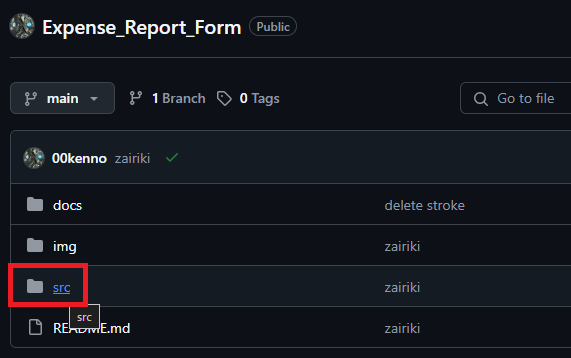 Expense_Report_Form Public
main 1 Branch 0 Tags Go to file
00kenno zairiki
docs delete stroke
img zairiki
src zairiki
src
README.md zairiki